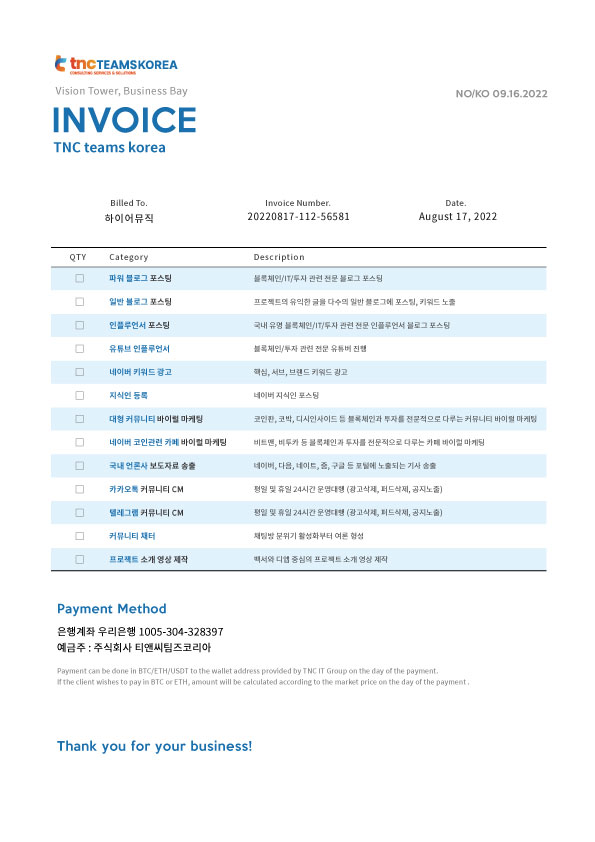 tncTEAMSKOREA
CONSULTING SERVICES & SOLUTIONS
Vision Tower, Business Bay
NO/KO 09.16.2022
INVOICE
TNC teams korea
Billed To. Invoice Number. Date.
하이어뮤직 20220817-112-56581 August 17, 2022
QTY Category Description
파워 블로그 포스팅 블록체인/IT/투자 관련 전문 블로그 포스팅
일반 블로그 포스팅 프로젝트의 유익한 글을 다수의 일반 블로그에 포스팅, 키워드 노출
인플루언서 포스팅 국내 유명 블록체인/IT/투자 관련 전문 인플루언서 블로그 포스팅
유튜브 인플루언서 블록체인/투자 관련 전문 유튜버 진행
네이버 키워드 광고 핵심, 서브, 브랜드 키워드 광고
지식인 등록 네이버 지식인 포스팅
대형 커뮤니티 바이럴 마케팅 코인판, 코박, 디시인사이드 등 블록체인과 투자를 전문적으로 다루는 커뮤니티 바이럴 마케팅
네이버 코인관련 카페 바이럴 마케팅 비트맨, 비투카 등 블록체인과 투자를 전문적으로 다루는 카페 바이럴 마케팅
국내 언론사 보도자료 송출 네이버, 다음, 네이트, 줌, 구글 등 포털에 노출되는 기사 송출
카카오톡 커뮤니티 CM 평일 및 휴일 24시간 운영대행 (광고삭제, 퍼드삭제, 공지노출)
텔레그램 커뮤니티 CM 평일 및 휴일 24시간 운영대행 (광고삭제, 퍼드삭제, 공지노출)
커뮤니티 채터 채팅방 분위기 활성화부터 여론 형성
프로젝트 소개 영상 제작 백서와 디앱 중심의 프로젝트 소개 영상 제작
Payment Method
은행계좌 우리은행 1005-304-328397
예금주 : 주식회사 티앤씨팀즈코리아
Payment can be done in BTC/ETH/USDT to the wallet address provided by TNC IT Group on the day of the payment.
If the client wishes to pay in BTC or ETH, amount will be calculated according to the market price on the day of the payment.
Thank you for your business!